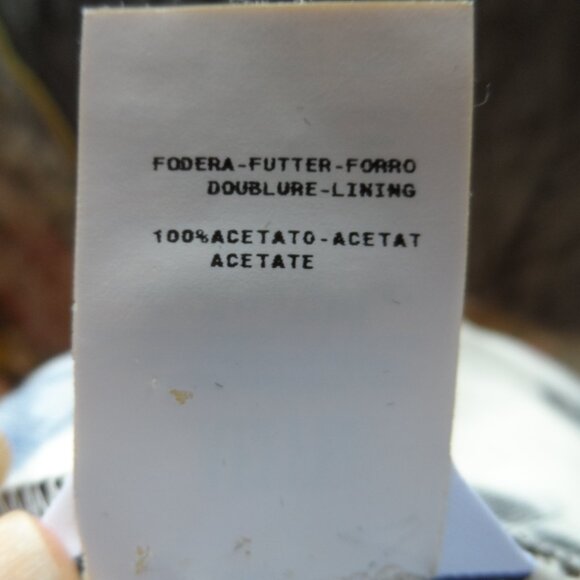 FODERA-FUTTER-FORRO
DOUBLURE-LINING
100%ACETATO-ACETAT
ACETATE